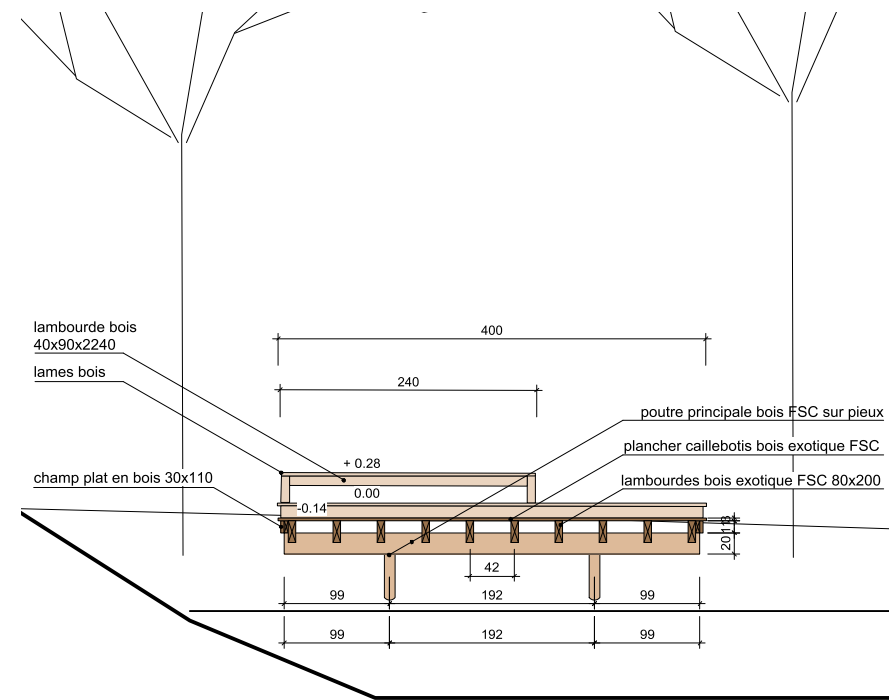 400
240
lambourde bois
40x90x2240
lames bois
poutre principale bois FSC sur pieux
plancher caillebotis bois exotique FSC
+ 0.28
champ plat en bois 30x110
lambourdes bois exotique FSC 80x200
0.00
-0.14
20
42
99
192
99
99
192
99